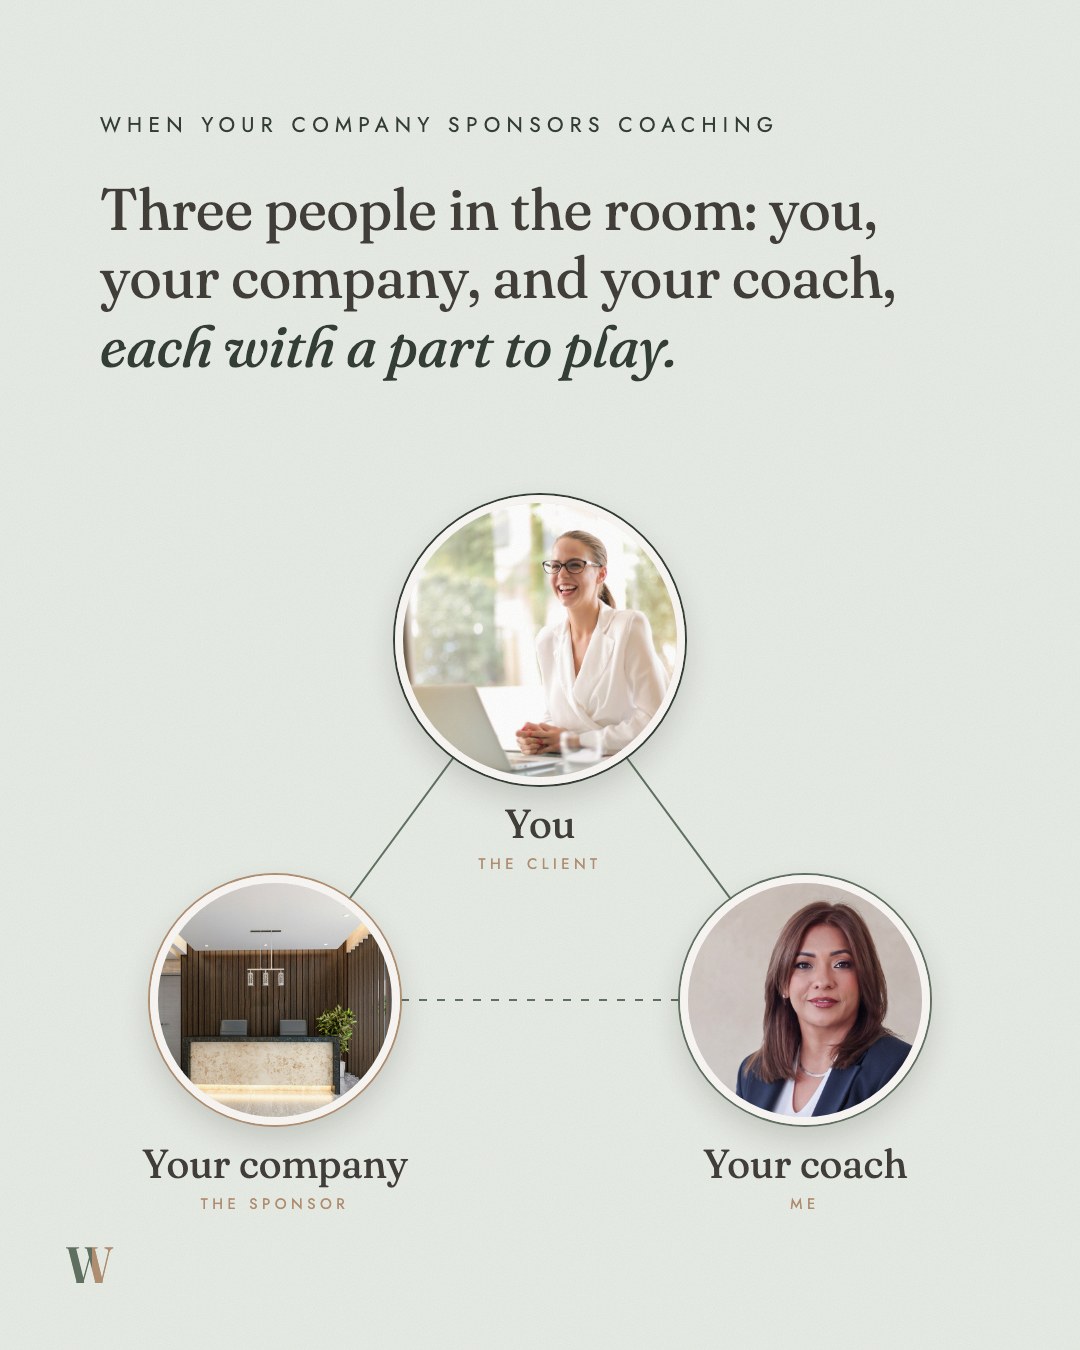 WHEN YOUR COMPANY SPONSORS COACHING
Three people in the room: you,
your company, and your coach,
each with a part to play.
You
THE CLIENT
Your company
THE SPONSOR
Your coach
ME
W